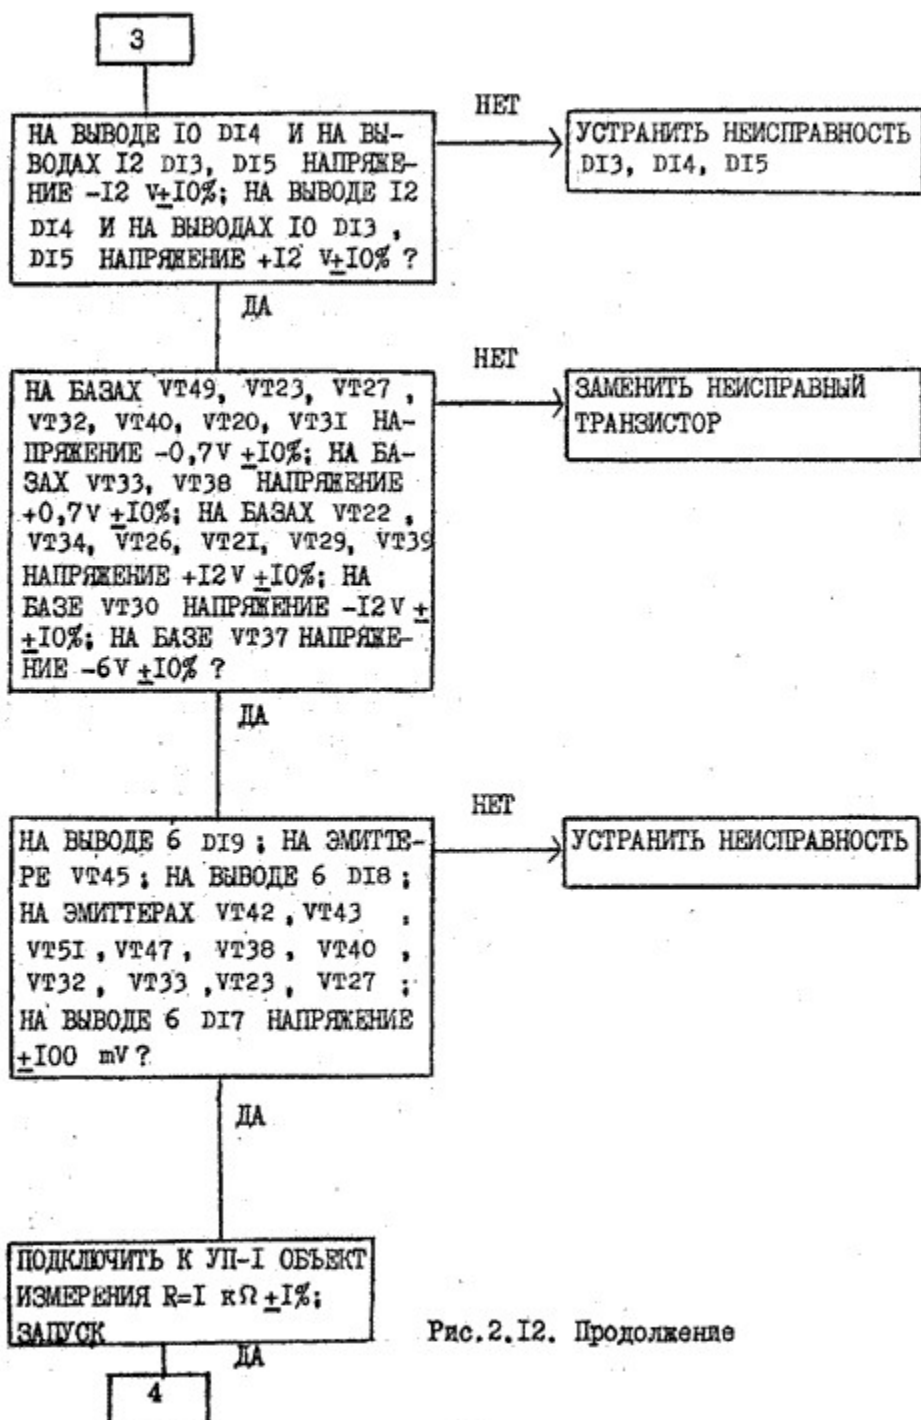 3
НА ВЫВОДЕ I0 DI4 И НА ВЫ-
ВОДАХ I2 DI3, DI5 НАПРЯЖЕ-
НИЕ -I2 V±I0%; НА ВЫВОДЕ I2
DI4 И НА ВЫВОДАХ I0 DI3 ,
DI5 НАПРЯЖЕНИЕ +I2 V±I0% ?
НЕТ
УСТРАНИТЬ НЕИСПРАВНОСТЬ
DI3, DI4, DI5
ДА
НА БАЗАХ VT49, VT23, VT27 ,
VT32, VT40, VT20, VT3I НА-
ПРЯЖЕНИЕ -0,7V ±I0%; НА БА-
ЗАХ VT33, VT38 НАПРЯЖЕНИЕ
+0,7V ±I0%; НА БАЗАХ VT22 ,
VT34, VT26, VT2I, VT29, VT39
НАПРЯЖЕНИЕ +I2V ±I0%; НА
БАЗЕ VT30 НАПРЯЖЕНИЕ -I2V ±
±I0%; НА БАЗЕ VT37 НАПРЯЖЕ-
НИЕ -6V ±I0% ?
НЕТ
ЗАМЕНИТЬ НЕИСПРАВНЫЙ
ТРАНЗИСТОР
ДА
НА ВЫВОДЕ 6 DI9 ; НА ЭМИТТЕ-
РЕ VT45 ; НА ВЫВОДЕ 6 DI8 ;
НА ЭМИТТЕРАХ VT42 , VT43 ,
VT5I , VT47, VT38, VT40 ,
VT32 , VT33 , VT23 , VT27 ;
НА ВЫВОДЕ 6 DI7 НАПРЯЖЕНИЕ
±I00 mV ?
НЕТ
УСТРАНИТЬ НЕИСПРАВНОСТЬ
ДА
ПОДКЛЮЧИТЬ К УП-I ОБЪЕКТ
ИЗМЕРЕНИЯ R=I кΩ ±I%;
ЗАПУСК
Рис.2.I2. Продолжение
ДА
4